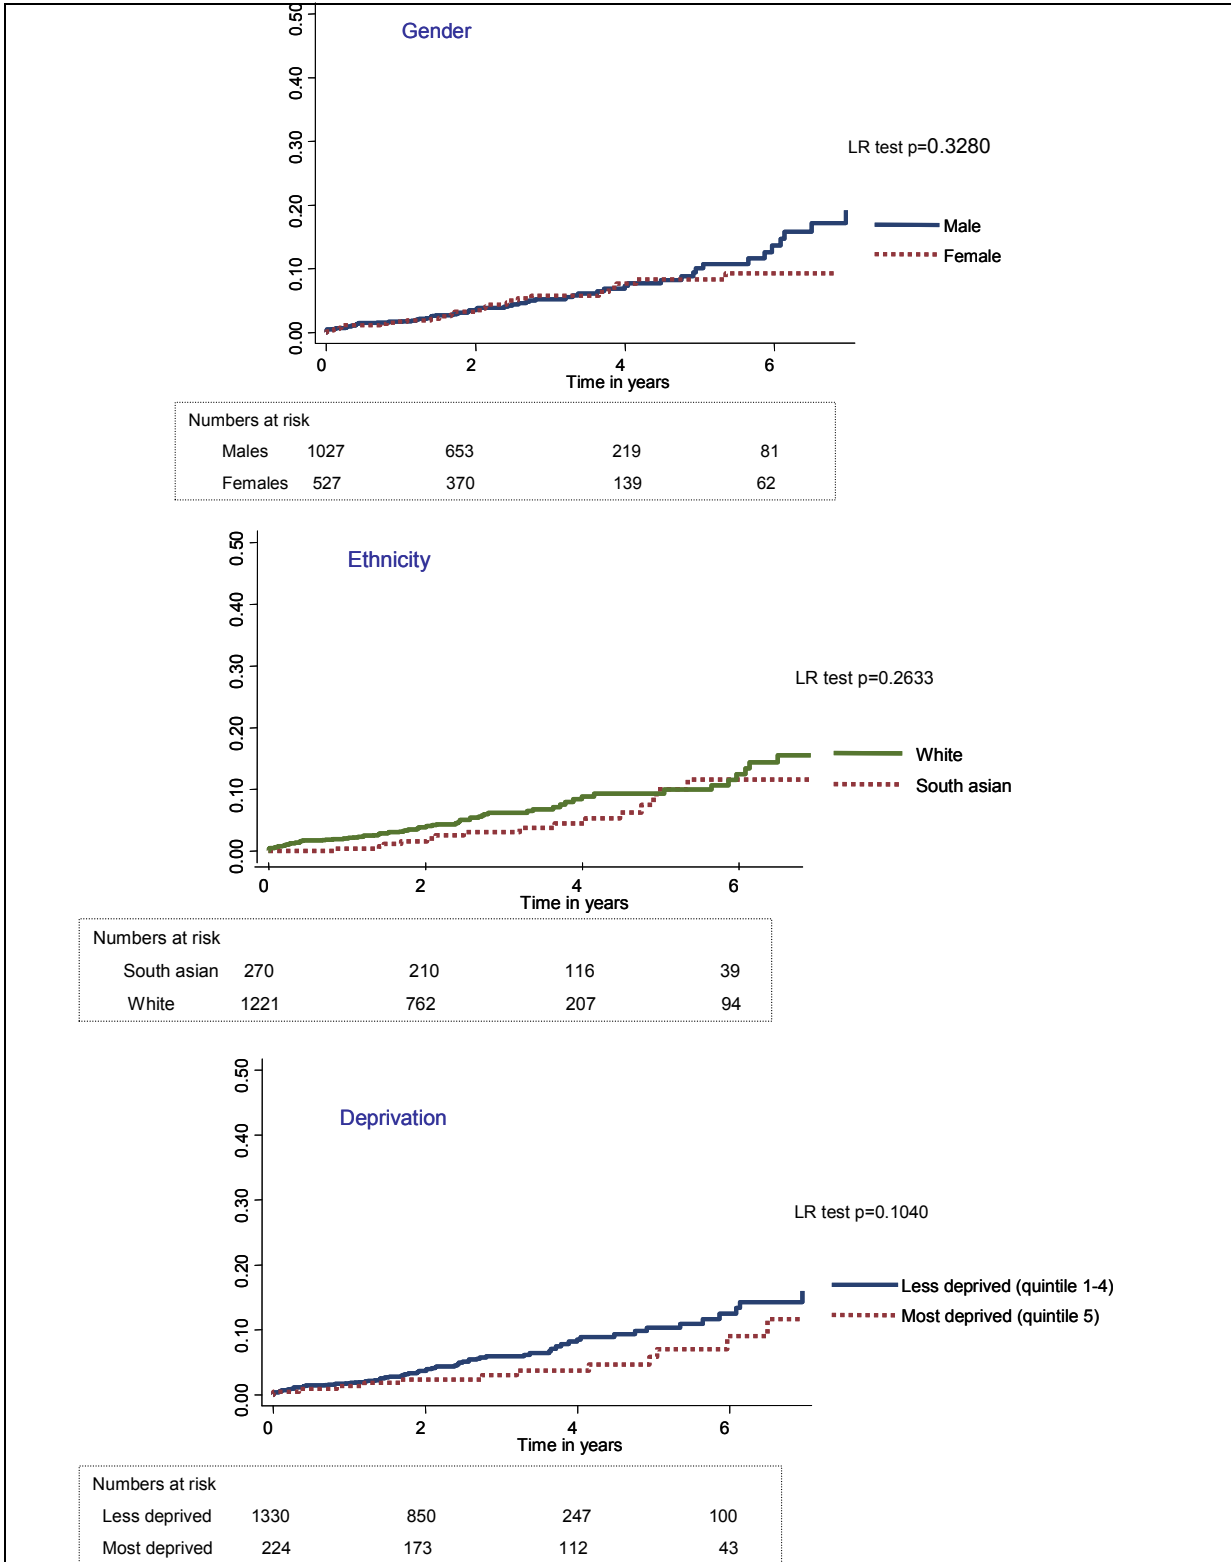 Gender
0.50
0.40
0.30
0.20
0.10
0.00
LR test p=0.3280
Male
Female
0 2 4 6
Time in years
Numbers at risk
Males 1027 653 219 81
Females 527 370 139 62
Ethnicity
0.50
0.40
0.30
0.20
0.10
0.00
LR test p=0.2633
White
South asian
0 2 4 6
Time in years
Numbers at risk
South asian 270 210 116 39
White 1221 762 207 94
Deprivation
0.50
0.40
0.30
0.20
0.10
0.00
LR test p=0.1040
Less deprived (quintile 1-4)
Most deprived (quintile 5)
0 2 4 6
Time in years
Numbers at risk
Less deprived 1330 850 247 100
Most deprived 224 173 112 43